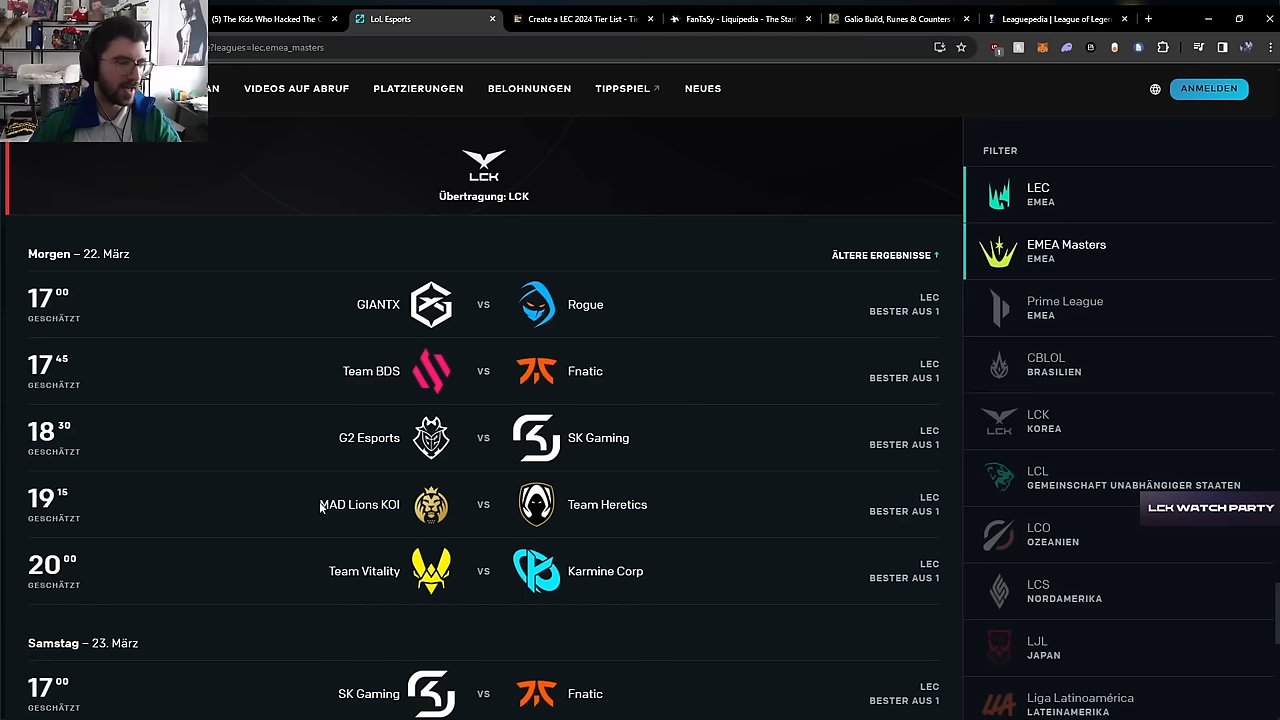 (5) The Kids Who Hacked The C
LoL Esports
Create a LEC 2024 Tier List - Tie
FanTaSy - Liquipedia - The Star
Galio Build, Runes & Counters
Leaguepedia | League of Leger
e?leagues=lec,emea_masters
AN
VIDEOS AUF ABRUF
PLATZIERUNGEN
BELOHNUNGEN
TIPPSPIEL
NEUES
ANMELDEN
LCK
Übertragung: LCK
Morgen – 22. März
ÄLTERE ERGEBNISSE
17 00
GESCHÄTZT
GIANTX
VS
Rogue
LEC
BESTER AUS 1
17 45
GESCHÄTZT
Team BDS
VS
Fnatic
LEC
BESTER AUS 1
18 30
GESCHÄTZT
G2 Esports
VS
SK Gaming
LEC
BESTER AUS 1
19 15
GESCHÄTZT
MAD Lions KOI
VS
Team Heretics
LEC
BESTER AUS 1
20 00
GESCHÄTZT
Team Vitality
VS
Karmine Corp
LEC
BESTER AUS 1
Samstag – 23. März
17 00
GESCHÄTZT
SK Gaming
VS
Fnatic
LEC
BESTER AUS 1
FILTER
LEC
EMEA
EMEA Masters
EMEA
Prime League
EMEA
CBLOL
BRASILIEN
LCK
LCK
KOREA
LCL
GEMEINSCHAFT UNABHÄNGIGER STAATEN
LCK WATCH PARTY
LCO
OZEANIEN
LCS
NORDAMERIKA
LJL
JAPAN
Liga Latinoamérica
LATEINAMERIKA